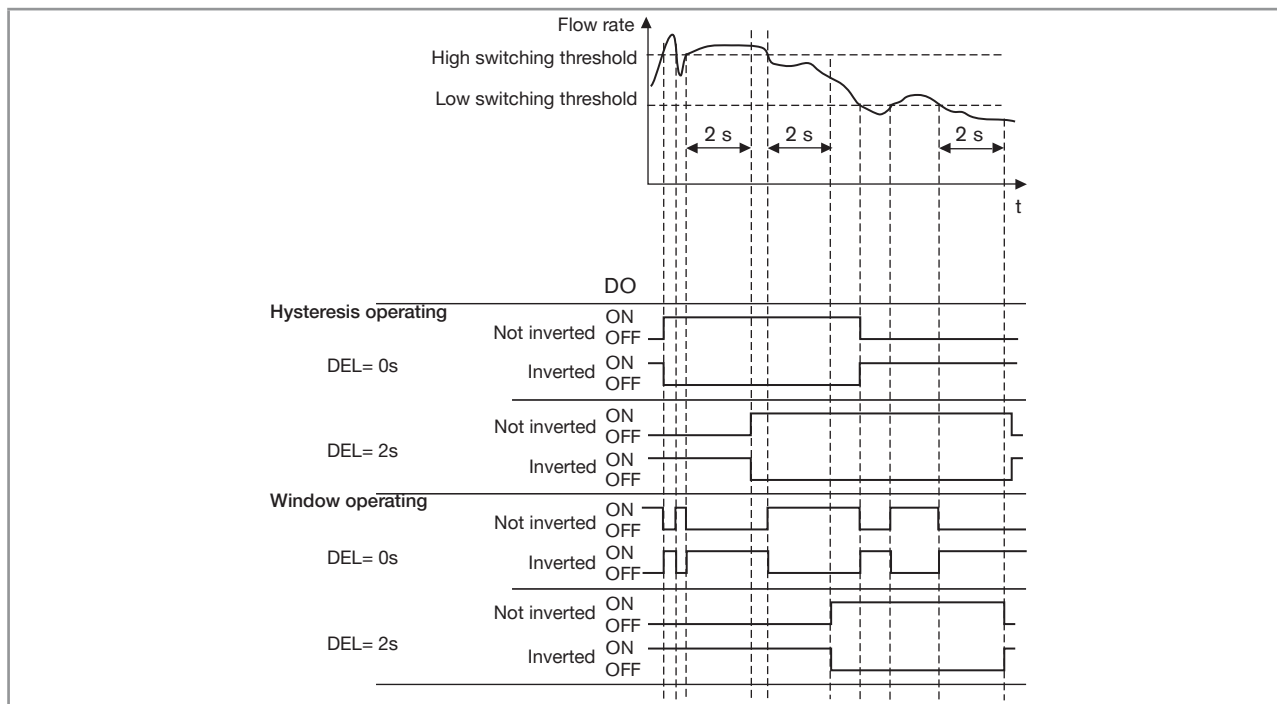 Flow rate
High switching threshold
Low switching threshold
2 s
2 s
2 s
t
DO
Hysteresis operating
Not inverted
ON
OFF
DEL= 0s
Inverted
ON
OFF
Not inverted
ON
OFF
DEL= 2s
Inverted
ON
OFF
Window operating
Not inverted
ON
OFF
DEL= 0s
Inverted
ON
OFF
Not inverted
ON
OFF
DEL= 2s
Inverted
ON
OFF